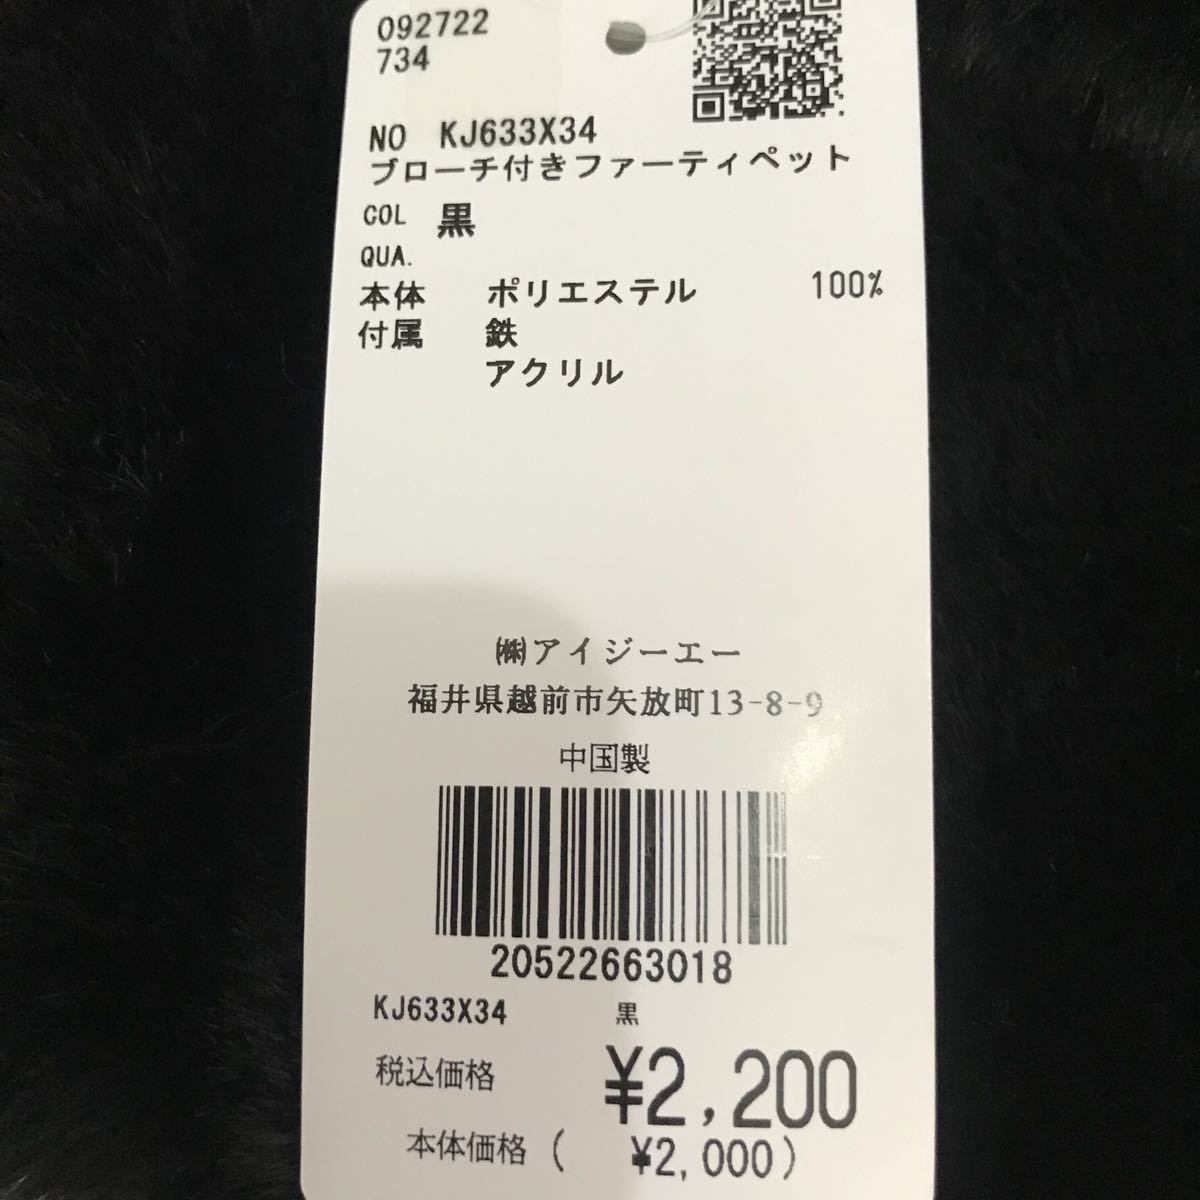 092722
734
NO KJ633X34
ブローチ付きファーティペット
COL 黒
QUA.
本体 ポリエステル 100%
付属 鉄
アクリル
㈱アイジーエー
福井県越前市矢放町13-8-9
中国製
20522663018
KJ633X34 黒
税込価格 ¥2,200
本体価格( ¥2,000)